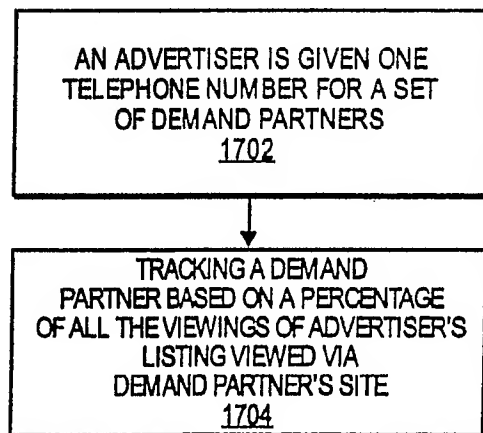 AN ADVERTISER IS GIVEN ONE
TELEPHONE NUMBER FOR A SET
OF DEMAND PARTNERS
1702
TRACKING A DEMAND
PARTNER BASED ON A PERCENTAGE
OF ALL THE VIEWINGS OF ADVERTISER'S
LISTING VIEWED VIA
DEMAND PARTNER'S SITE
1704